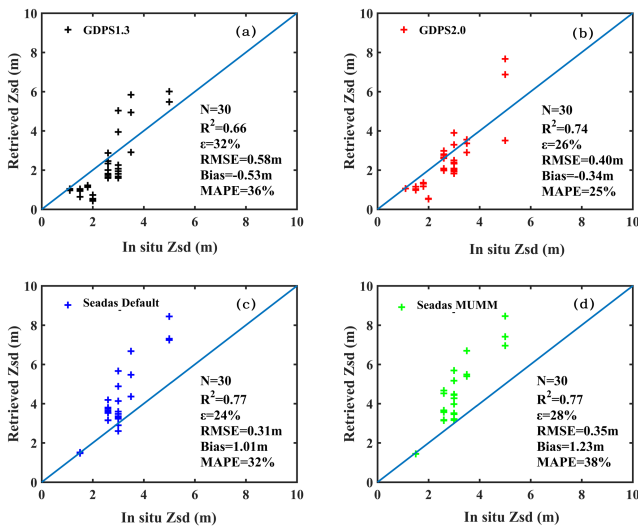 10
(a)
GDPS1.3
8
Retrieved Zsd (m)
6
N=30
R²=0.66
4
ε=32%
RMSE=0.58m
2
Bias=-0.53m
MAPE=36%
0
0 2 4 6 8 10
In situ Zsd (m)
10
(b)
GDPS2.0
8
Retrieved Zsd (m)
6
N=30
R²=0.74
4
ε=26%
RMSE=0.40m
2
Bias=-0.34m
MAPE=25%
0
0 2 4 6 8 10
In situ Zsd (m)
10
Seadas_Default (c)
8
Retrieved Zsd (m)
6
N=30
4
R²=0.77
ε=24%
RMSE=0.31m
2
Bias=1.01m
MAPE=32%
0
0 2 4 6 8 10
In situ Zsd (m)
10
Seadas_MUMM (d)
8
Retrieved Zsd (m)
6
N=30
4
R²=0.77
ε=28%
RMSE=0.35m
2
Bias=1.23m
MAPE=38%
0
0 2 4 6 8 10
In situ Zsd (m)